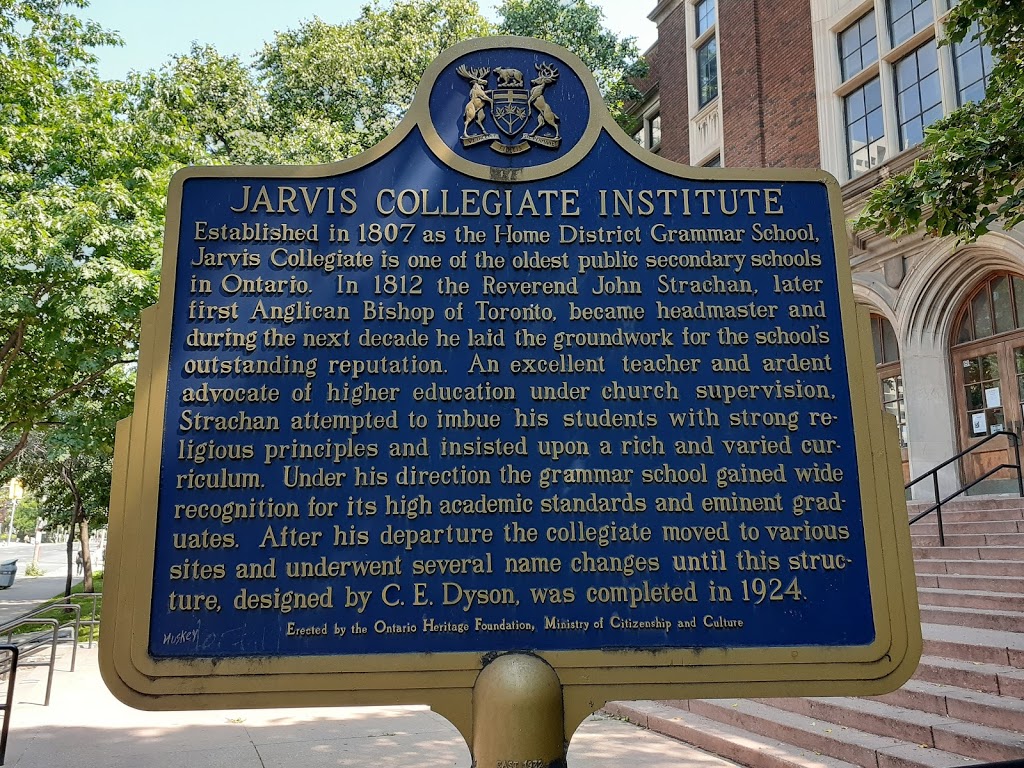 JARVIS COLLEGIATE INSTITUTE
Established in 1807 as the Home District Grammar School,
Jarvis Collegiate is one of the oldest public secondary schools
in Ontario. In 1812 the Reverend John Strachan, later
first Anglican Bishop of Toronto, became headmaster and
during the next decade he laid the groundwork for the school's
outstanding reputation. An excellent teacher and ardent
advocate of higher education under church supervision,
Strachan attempted to imbue his students with strong re-
ligious principles and insisted upon a rich and varied cur-
riculum. Under his direction the grammar school gained wide
recognition for its high academic standards and eminent grad-
uates. After his departure the collegiate moved to various
sites and underwent several name changes until this struc-
ture, designed by C. E. Dyson, was completed in 1924.
Erected by the Ontario Heritage Foundation, Ministry of Citizenship and Culture